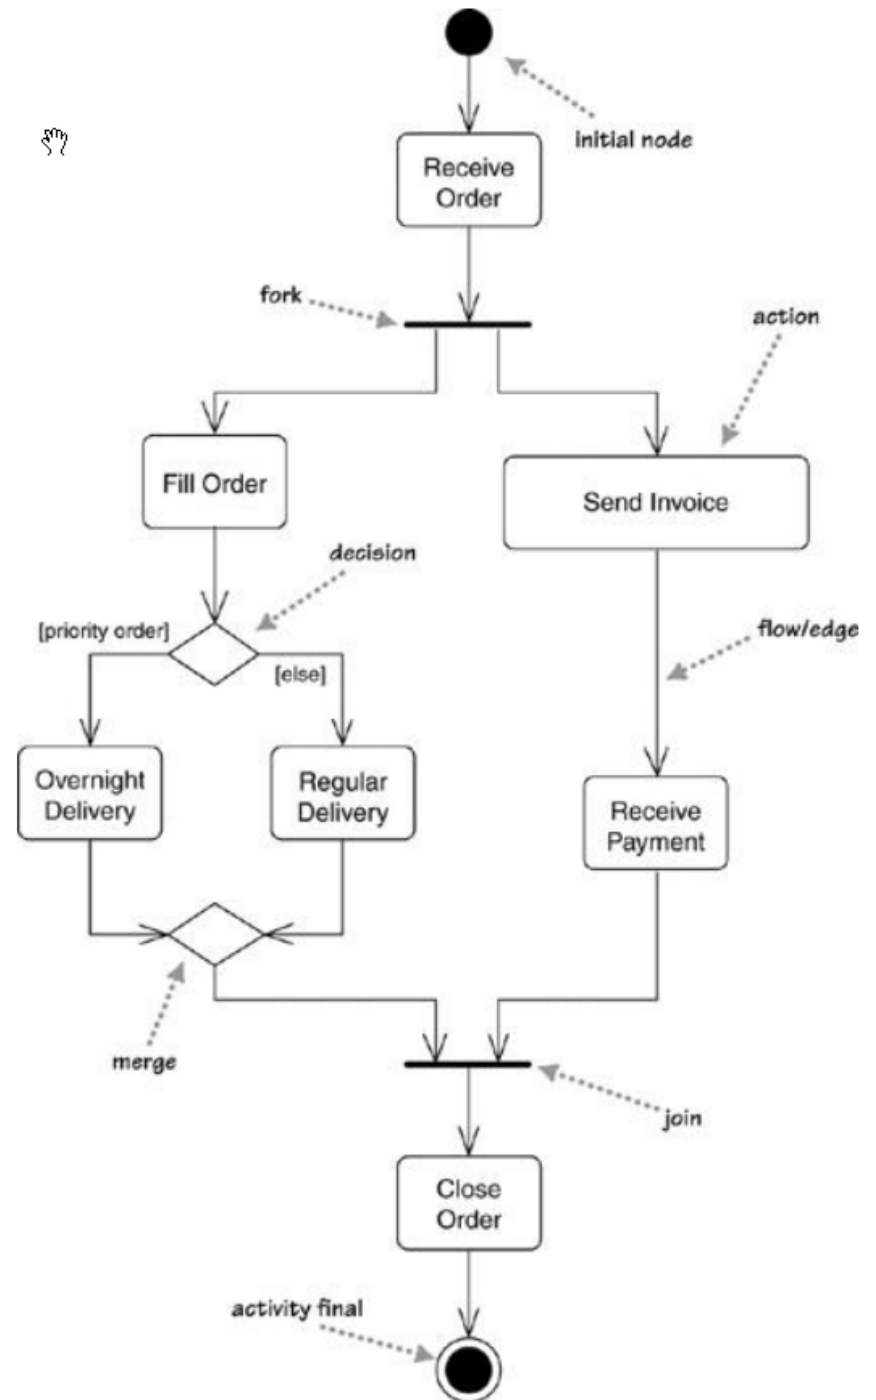 initial node
Receive
Order
fork
action
Fill Order
Send Invoice
decision
[priority order]
flow/edge
[else]
Overnight
Delivery
Regular
Delivery
Receive
Payment
merge
join
Close
Order
activity final